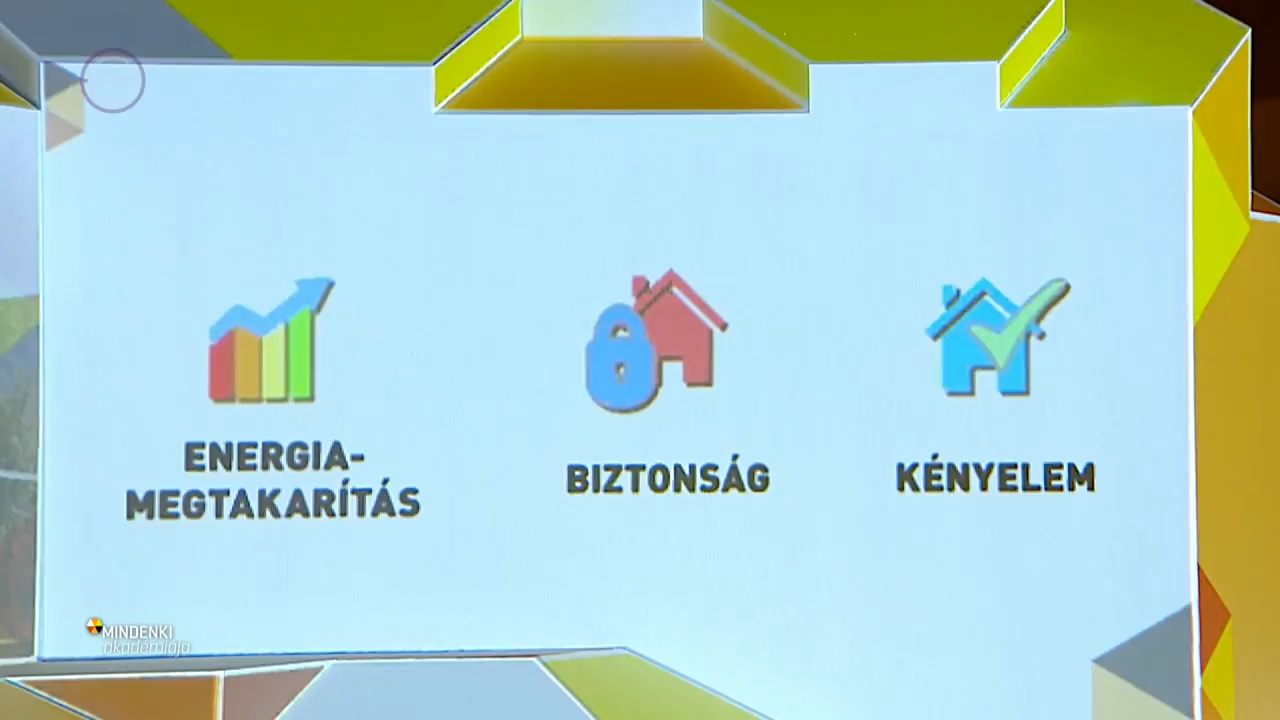 ENERGIA-
MEGTAKARÍTÁS
BIZTONSÁG
KÉNYELEM
MINDENKI
akadémiája